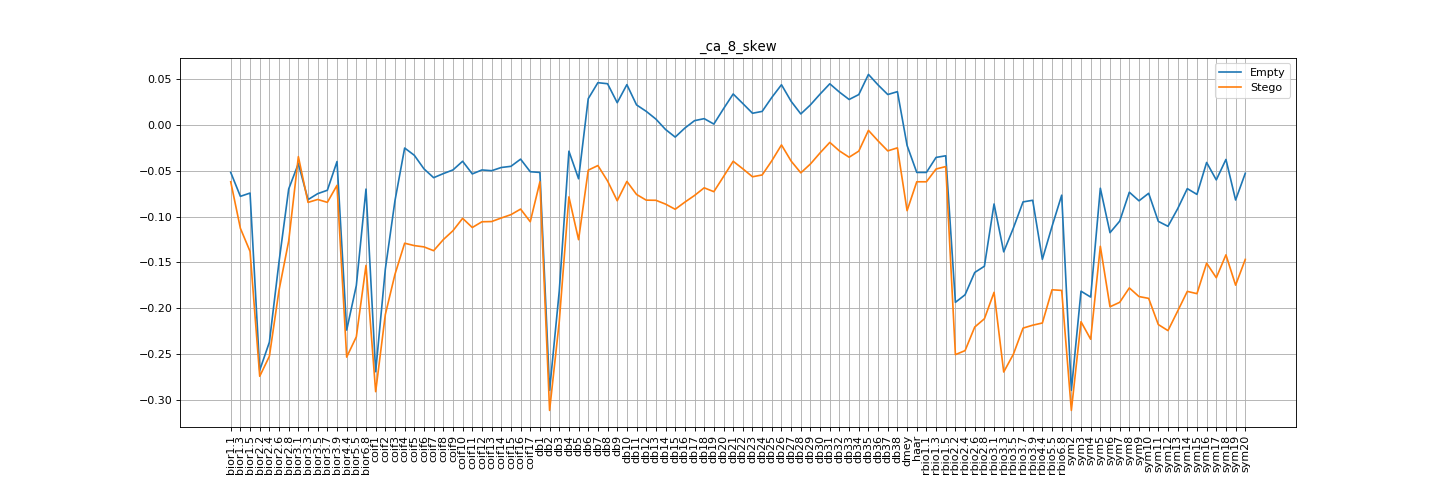 _ca_8_skew
Empty
Stego
0.05
0.00
−0.05
−0.10
−0.15
−0.20
−0.25
−0.30
bior1.1
bior1.3
bior1.5
bior2.2
bior2.4
bior2.6
bior2.8
bior3.1
bior3.3
bior3.5
bior3.7
bior3.9
bior4.4
bior5.5
bior6.8
coif1
coif2
coif3
coif4
coif5
coif6
coif7
coif8
coif9
coif10
coif11
coif12
coif13
coif14
coif15
coif16
coif17
db1
db2
db3
db4
db5
db6
db7
db8
db9
db10
db11
db12
db13
db14
db15
db16
db17
db18
db19
db20
db21
db22
db23
db24
db25
db26
db27
db28
db29
db30
db31
db32
db33
db34
db35
db36
db37
db38
dmey
haar
rbio1.1
rbio1.3
rbio1.5
rbio2.2
rbio2.4
rbio2.6
rbio2.8
rbio3.1
rbio3.3
rbio3.5
rbio3.7
rbio3.9
rbio4.4
rbio5.5
rbio6.8
sym2
sym3
sym4
sym5
sym6
sym7
sym8
sym9
sym10
sym11
sym12
sym13
sym14
sym15
sym16
sym17
sym18
sym19
sym20